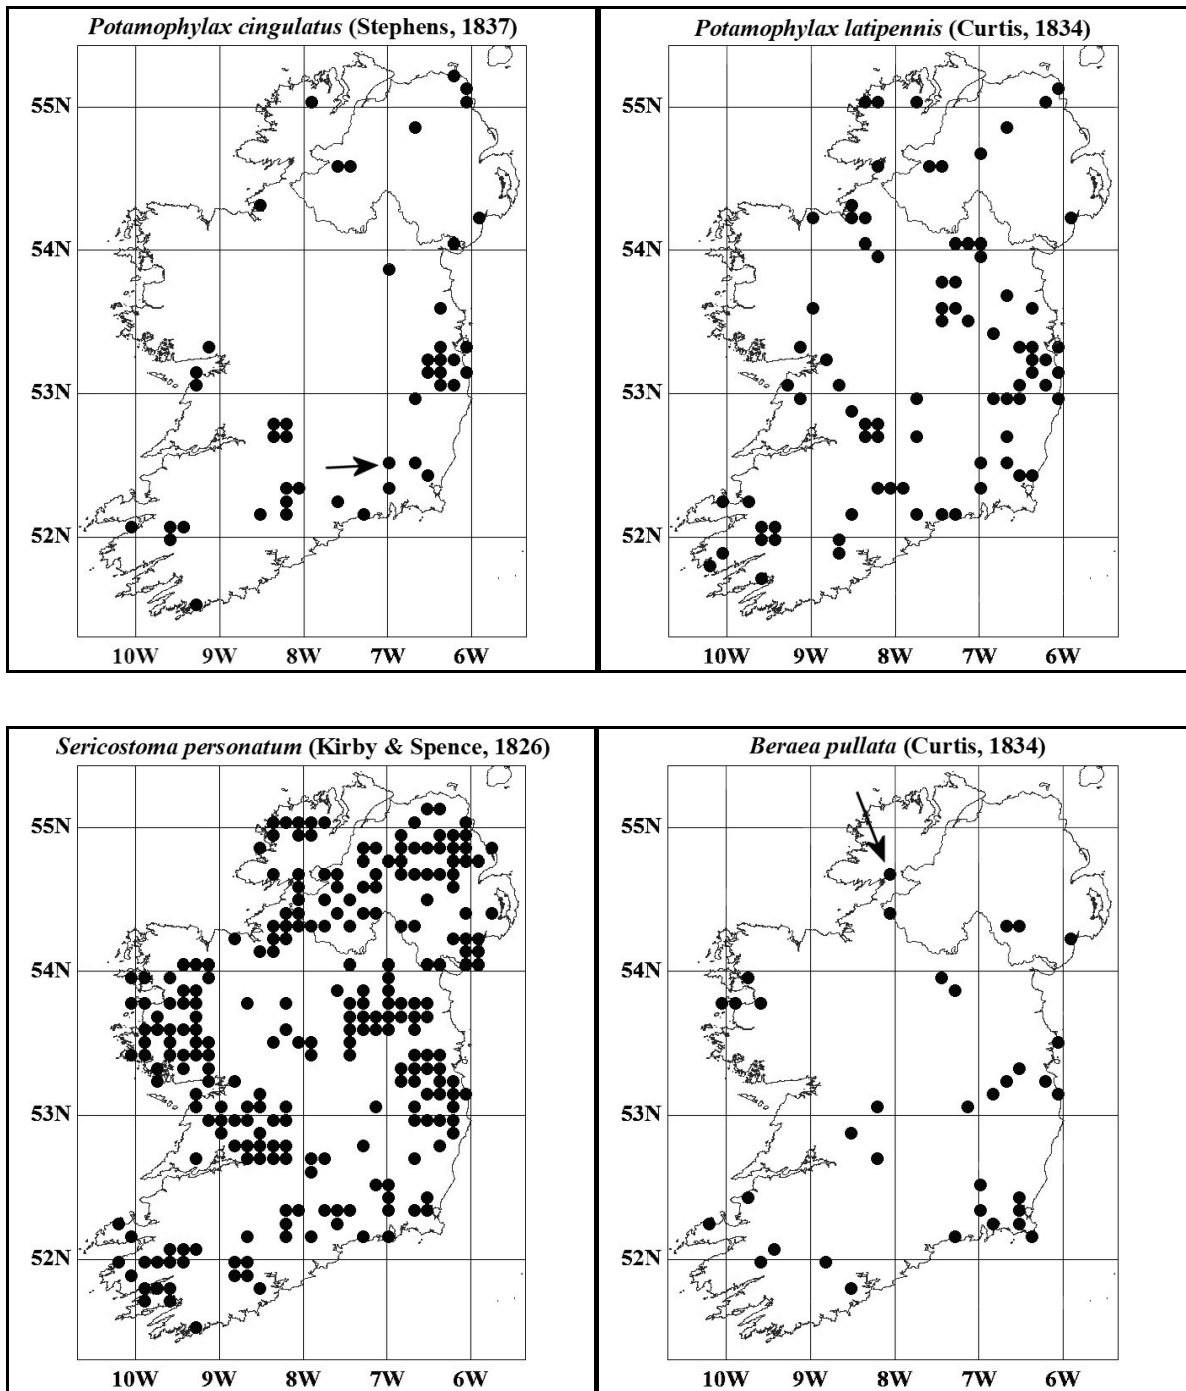 Potamophylax cingulatus (Stephens, 1837)
55N
54N
53N
52N
10W 9W 8W 7W 6W
Potamophylax latipennis (Curtis, 1834)
55N
54N
53N
52N
10W 9W 8W 7W 6W
Sericostoma personatum (Kirby & Spence, 1826)
55N
54N
53N
52N
10W 9W 8W 7W 6W
Beraea pullata (Curtis, 1834)
55N
54N
53N
52N
10W 9W 8W 7W 6W